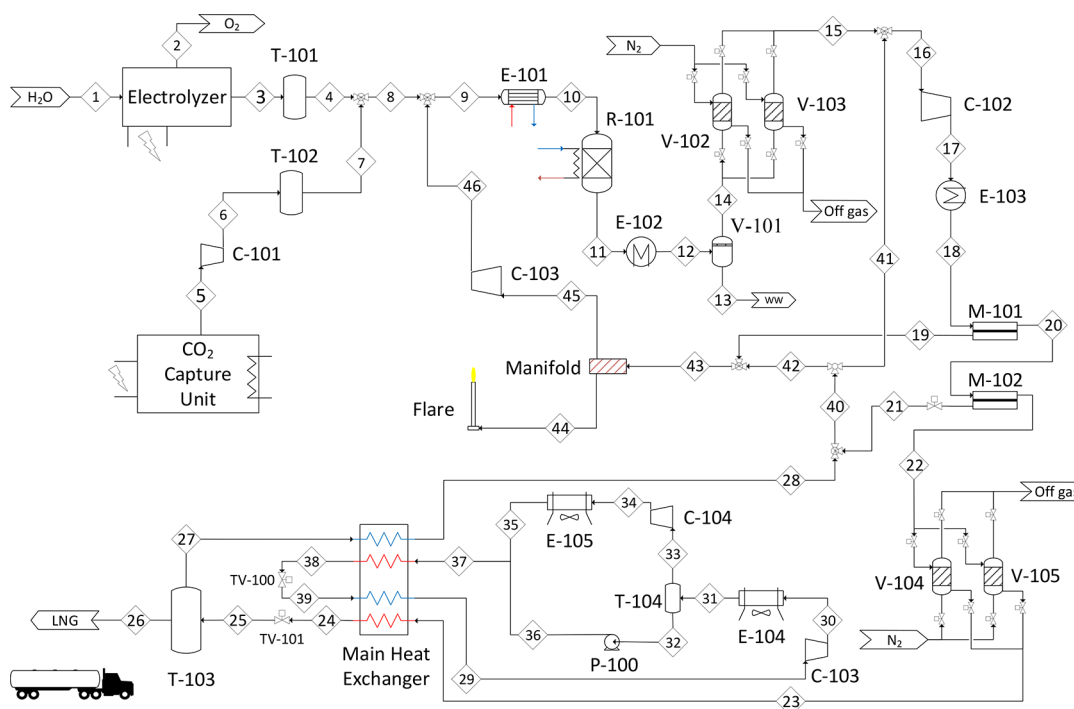 O₂
2
T-101
H₂O
1
Electrolyzer
3
4
8
9
E-101
10
R-101
N₂
15
16
V-102
V-103
C-102
17
T-102
7
6
C-101
5
46
14
Off gas
E-103
E-102
V-101
11
12
13
ww
18
41
C-103
45
CO₂
Capture
Unit
M-101
19
20
Manifold
43
42
M-102
Flare
44
40
21
22
28
Off gas
34
C-104
35
E-105
33
27
38
37
TV-100
39
T-104
31
E-104
30
V-104
V-105
LNG
26
25
24
TV-101
36
P-100
32
N₂
C-103
T-103
Main Heat
Exchanger
29
23